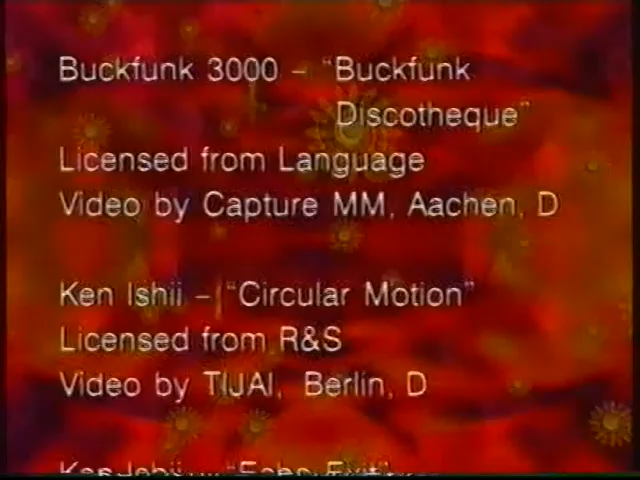 Buckfunk 3000 - "Buckfunk
Discotheque"
Licensed from Language
Video by Capture MM, Aachen, D
Ken Ishii - "Circular Motion"
Licensed from R&S
Video by TIJAI, Berlin, D